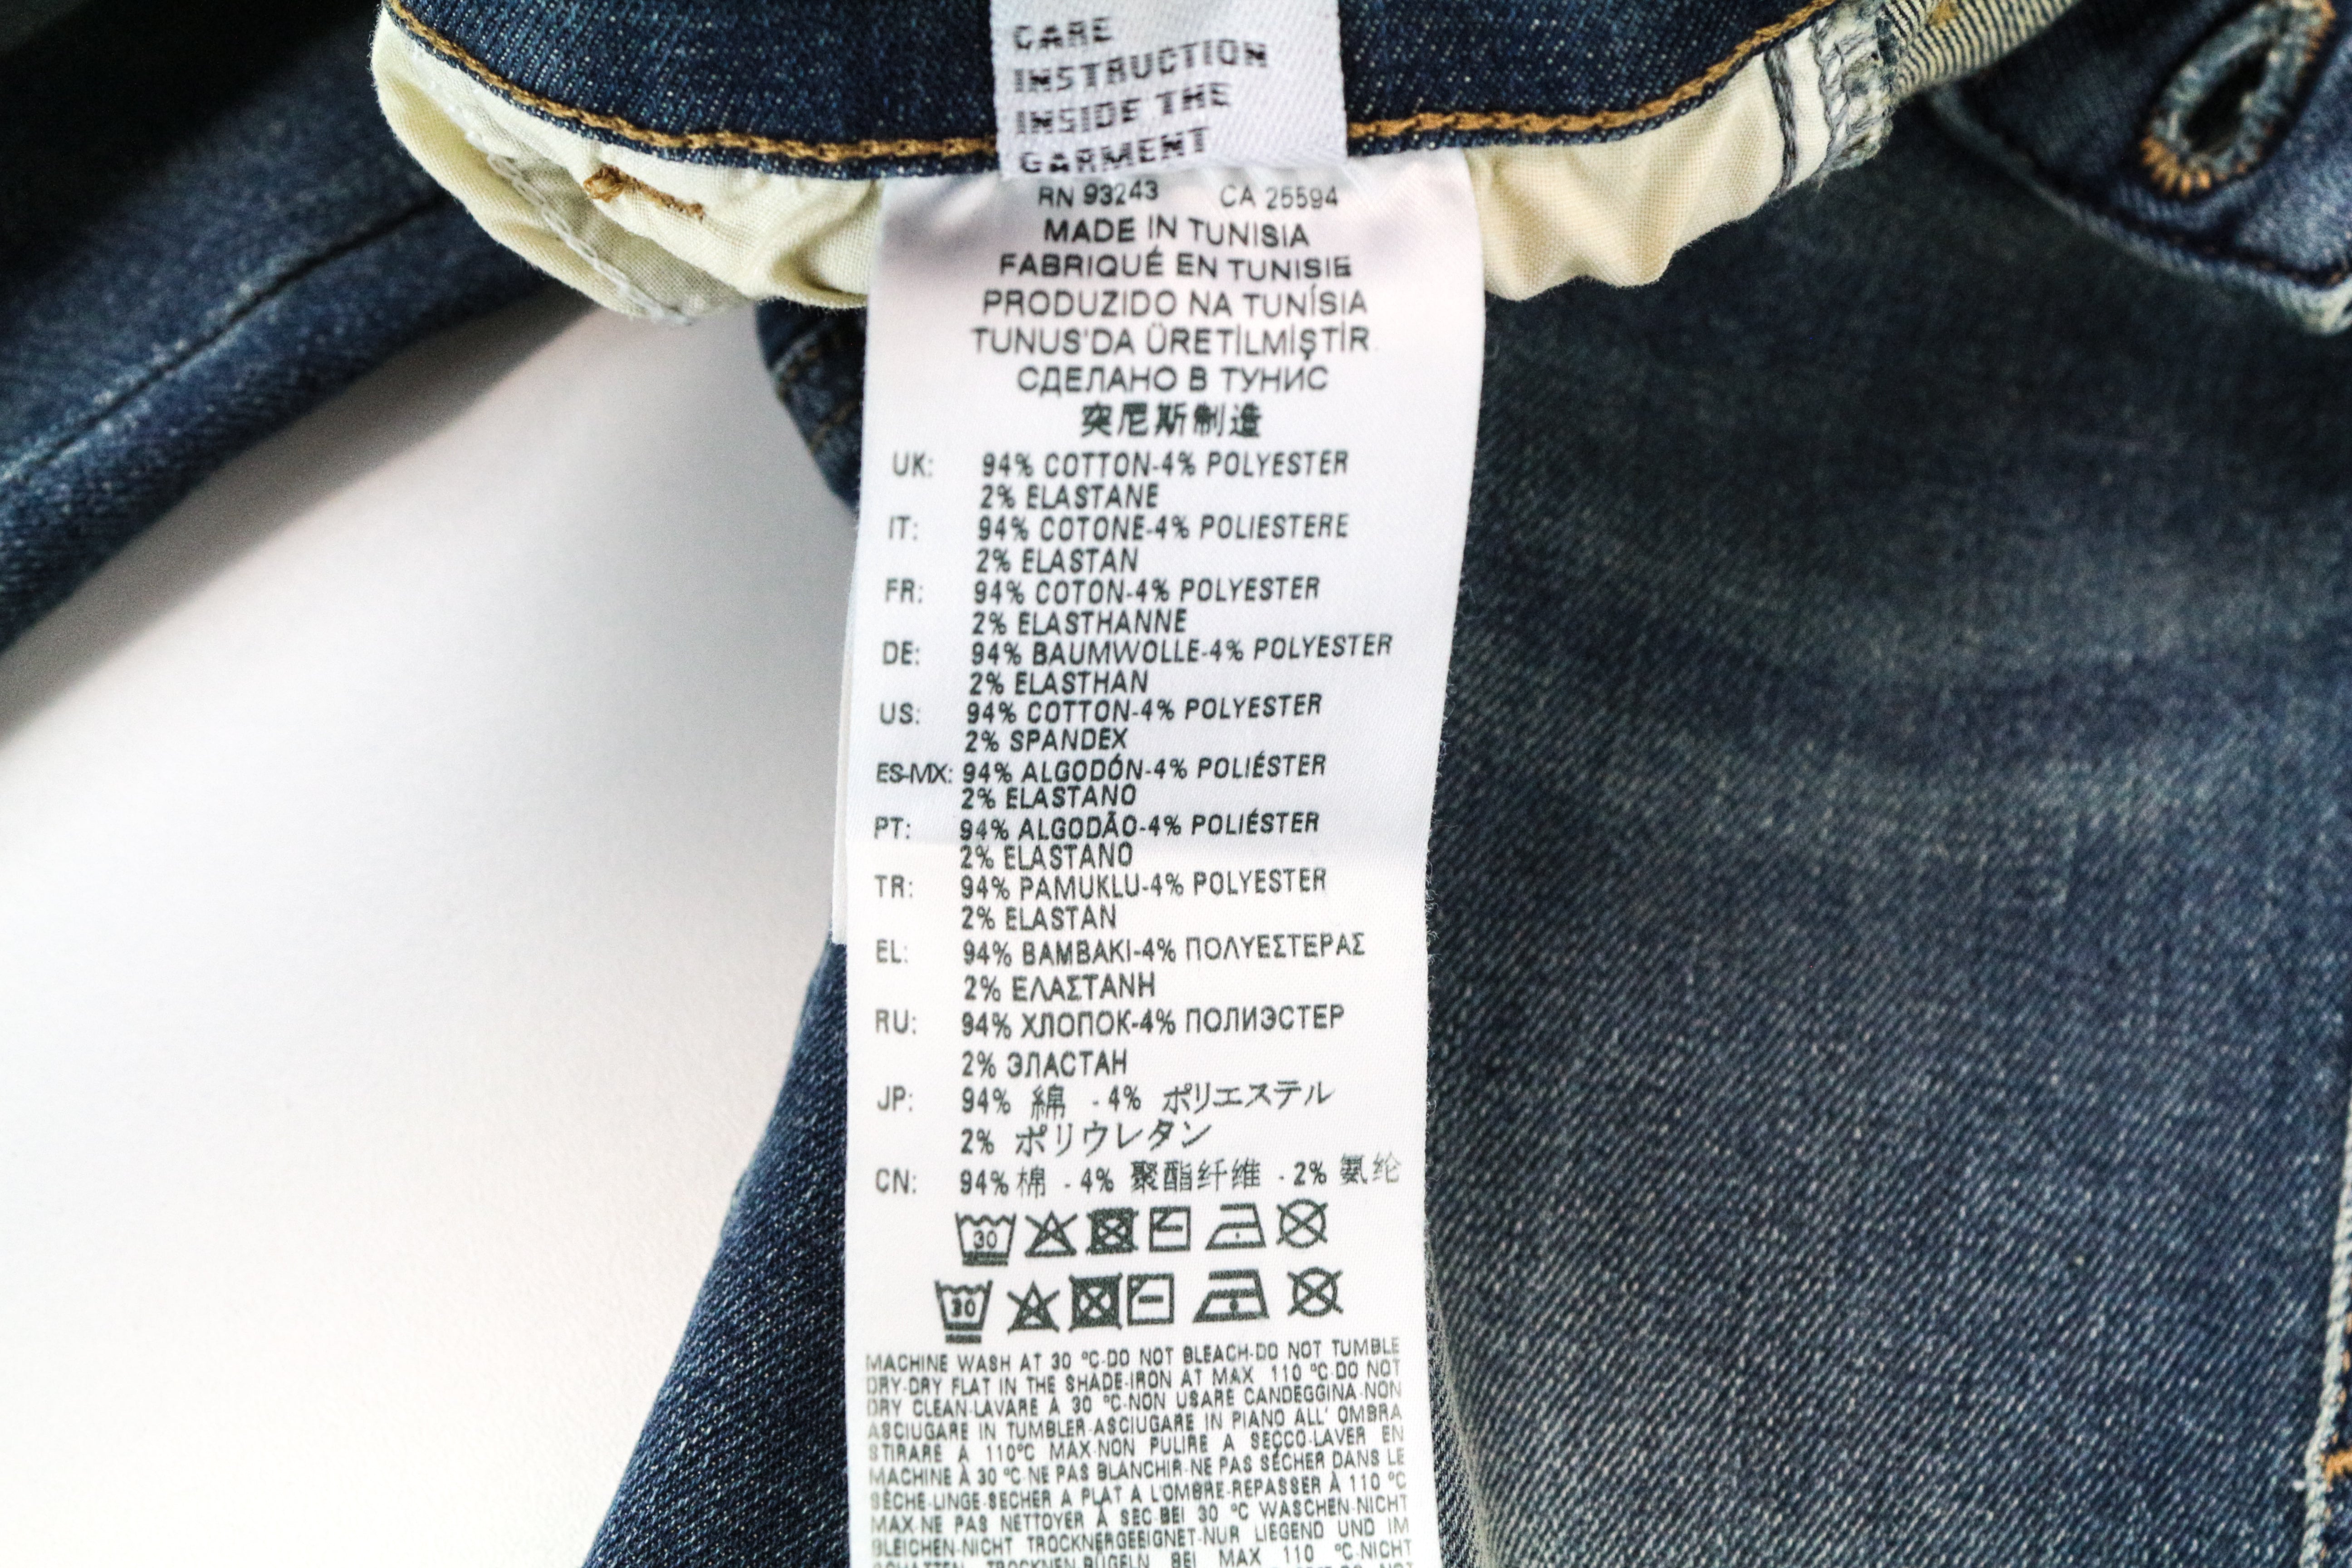 CARE
INSTRUCTION
INSIDE THE
GARMENT
RN 93243 CA 25594
MADE IN TUNISIA
FABRIQUÉ EN TUNISIE
PRODUZIDO NA TUNÍSIA
TUNUS'DA ÜRETİLMİŞTİR
СДЕЛАНО В ТУНИС
突尼斯制造
UK: 94% COTTON-4% POLYESTER
2% ELASTANE
IT: 94% COTONE-4% POLIESTERE
2% ELASTAN
FR: 94% COTON-4% POLYESTER
2% ELASTHANNE
DE: 94% BAUMWOLLE-4% POLYESTER
2% ELASTHAN
US: 94% COTTON-4% POLYESTER
2% SPANDEX
ES-MX: 94% ALGODÓN-4% POLIÉSTER
2% ELASTANO
PT: 94% ALGODÃO-4% POLIÉSTER
2% ELASTANO
TR: 94% PAMUKLU-4% POLYESTER
2% ELASTAN
EL: 94% ΒΑΜΒΑΚΙ-4% ΠΟΛΥΕΣΤΕΡΑΣ
2% ΕΛΑΣΤΑΝΗ
RU: 94% ХЛОПОК-4% ПОЛИЭСТЕР
2% ЭЛАСТАН
JP: 94% 綿 - 4% ポリエステル
2% ポリウレタン
CN: 94% 棉 - 4% 聚酯纤维 - 2% 氨纶
30
30
MACHINE WASH AT 30 °C-DO NOT BLEACH-DO NOT TUMBLE
DRY-DRY FLAT IN THE SHADE-IRON AT MAX 110 °C-DO NOT
DRY CLEAN-LAVARE A 30 °C-NON USARE CANDEGGINA-NON
ASCIUGARE IN TUMBLER-ASCIUGARE IN PIANO ALL' OMBRA
STIRARE A 110°C MAX-NON PULIRE A SECCO-LAVER EN
MACHINE À 30 °C-NE PAS BLANCHIR-NE PAS SÉCHER DANS LE
SÈCHE-LINGE-SECHER A PLAT A L'OMBRE-REPASSER À 110 °C
MAX-NE PAS NETTOYER À SEC-BEI 30 °C WASCHEN-NICHT
BLEICHEN-NICHT TROCKNERGEEIGNET-NUR LIEGEND UND IM
SCHATTEN TROCKNEN-BÜGELN BEI MAX 110 °C-NICHT